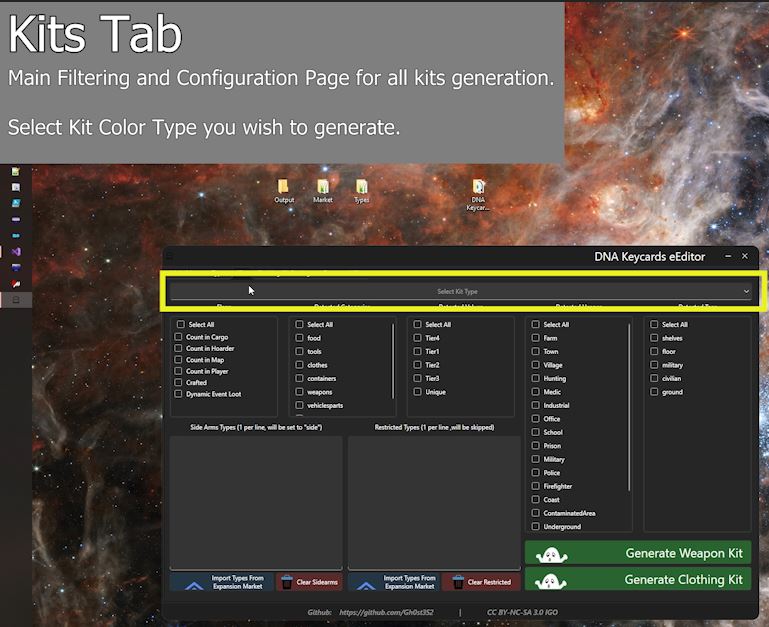 Kits Tab
Main Filtering and Configuration Page for all kits generation.
Select Kit Color Type you wish to generate.
Output
Market
Types
DNA Keycar...
DNA Keycards eEditor
Select Kit Type
Select All
Count in Cargo
Count in Hoarder
Count in Map
Count in Player
Crafted
Dynamic Event Loot
Select All
food
tools
clothes
containers
weapons
vehiclesparts
Select All
Tier4
Tier1
Tier2
Tier3
Unique
Select All
Farm
Town
Village
Hunting
Medic
Industrial
Office
School
Prison
Military
Police
Firefighter
Coast
ContaminatedArea
Underground
Select All
shelves
floor
military
civilian
ground
Side Arms Types (1 per line, will be set to "side")
Restricted Types (1 per line ,will be skipped)
Import Types From
Expansion Market
Clear Sidearms
Import Types From
Expansion Market
Clear Restricted
Generate Weapon Kit
Generate Clothing Kit
Github: https://github.com/Gh0st352 | CC BY-NC-SA 3.0 IGO